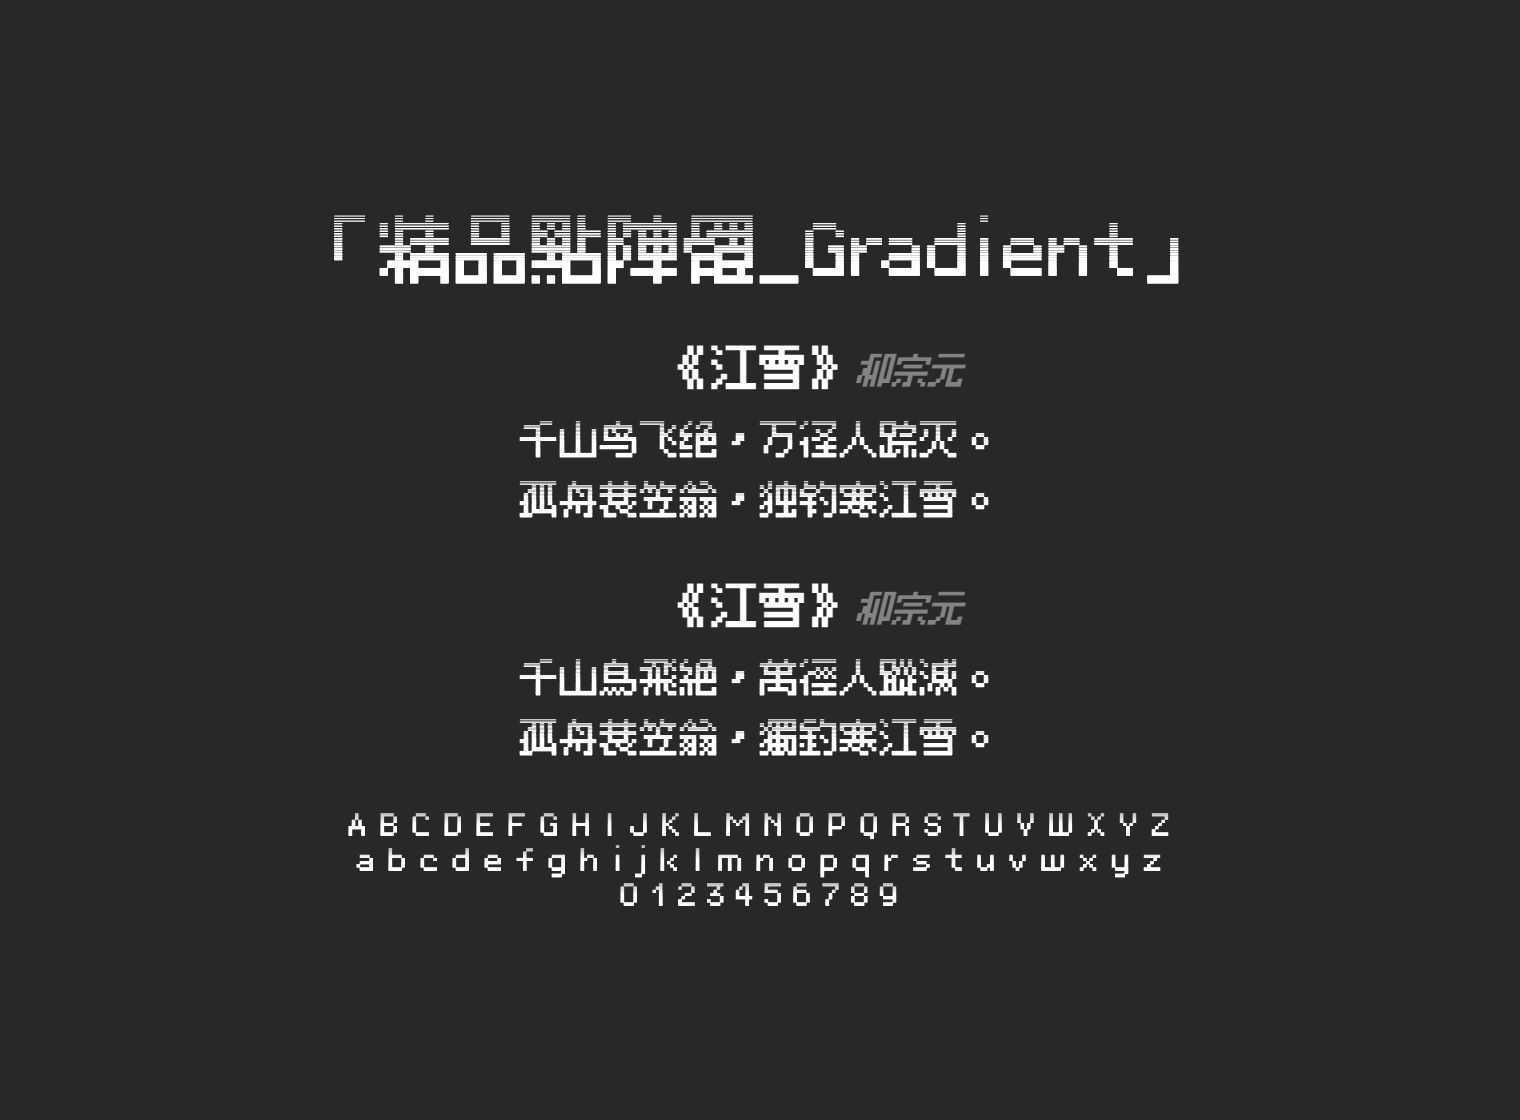 「精品點陣體_Gradient」
《江雪》 柳宗元
千山鸟飞绝，万径人踪灭。
孤舟蓑笠翁，独钓寒江雪。
《江雪》 柳宗元
千山鳥飛絕，萬徑人蹤滅。
孤舟蓑笠翁，獨釣寒江雪。
A B C D E F G H I J K L M N O P Q R S T U V W X Y Z
a b c d e f g h i j k l m n o p q r s t u v w x y z
0 1 2 3 4 5 6 7 8 9